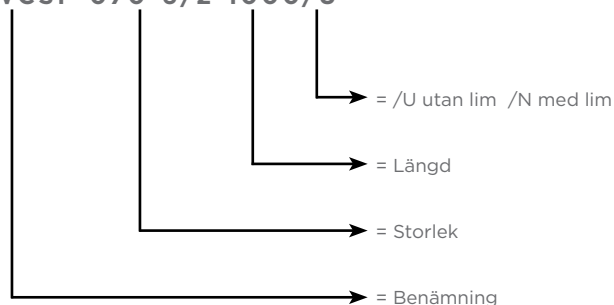 = /U utan lim /N med lim
= Längd
= Storlek
= Benämning